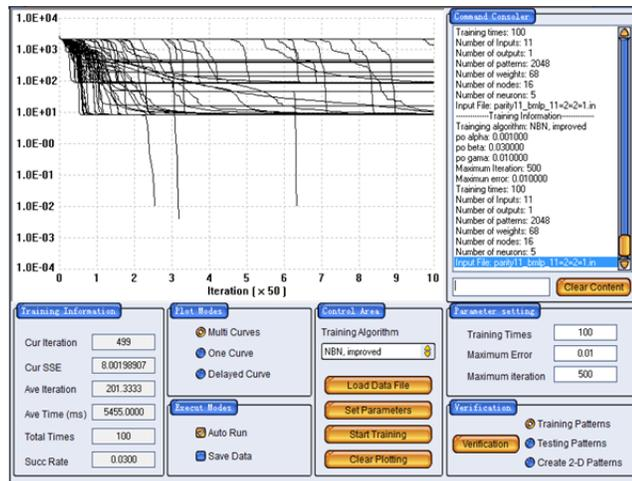 1.0E+04
1.0E+03
1.0E+02
1.0E+01
1.0E-00
1.0E-01
1.0E-02
1.0E-03
1.0E-04
0 1 2 3 4 5 6 7 8 9 10
Iteration ( × 50 )
Command Consoler
Training times: 100
Number of Inputs: 11
Number of outputs: 1
Number of patterns: 2048
Number of weights: 68
Number of nodes: 16
Number of neurons: 5
Input File: parity11_bmlp_11=2=2=1.in
--------------Training Information--------------
Trainging algorithm: NBN, improved
po alpha: 0.001000
po beta: 0.030000
po gama: 0.010000
Maximum Iteration: 500
Maximun error: 0.010000
Training times: 100
Number of Inputs: 11
Number of outputs: 1
Number of patterns: 2048
Number of weights: 68
Number of nodes: 16
Number of neurons: 5
Input File: parity11_bmlp_11=2=2=1.in
Clear Content
Training Information
Cur Iteration 499
Cur SSE 8.00198907
Ave Iteration 201.3333
Ave Time (ms) 5455.0000
Total Times 100
Succ Rate 0.0300
Plot Modes
Multi Curves
One Curve
Delayed Curve
Execut Modes
Auto Run
Save Data
Control Area
Training Algorithm
NBN, improved
Load Data File
Set Parameters
Start Training
Clear Plotting
Parameter setting
Training Times 100
Maximum Error 0.01
Maximum iteration 500
Verification
Verification
Training Patterns
Testing Patterns
Create 2-D Patterns